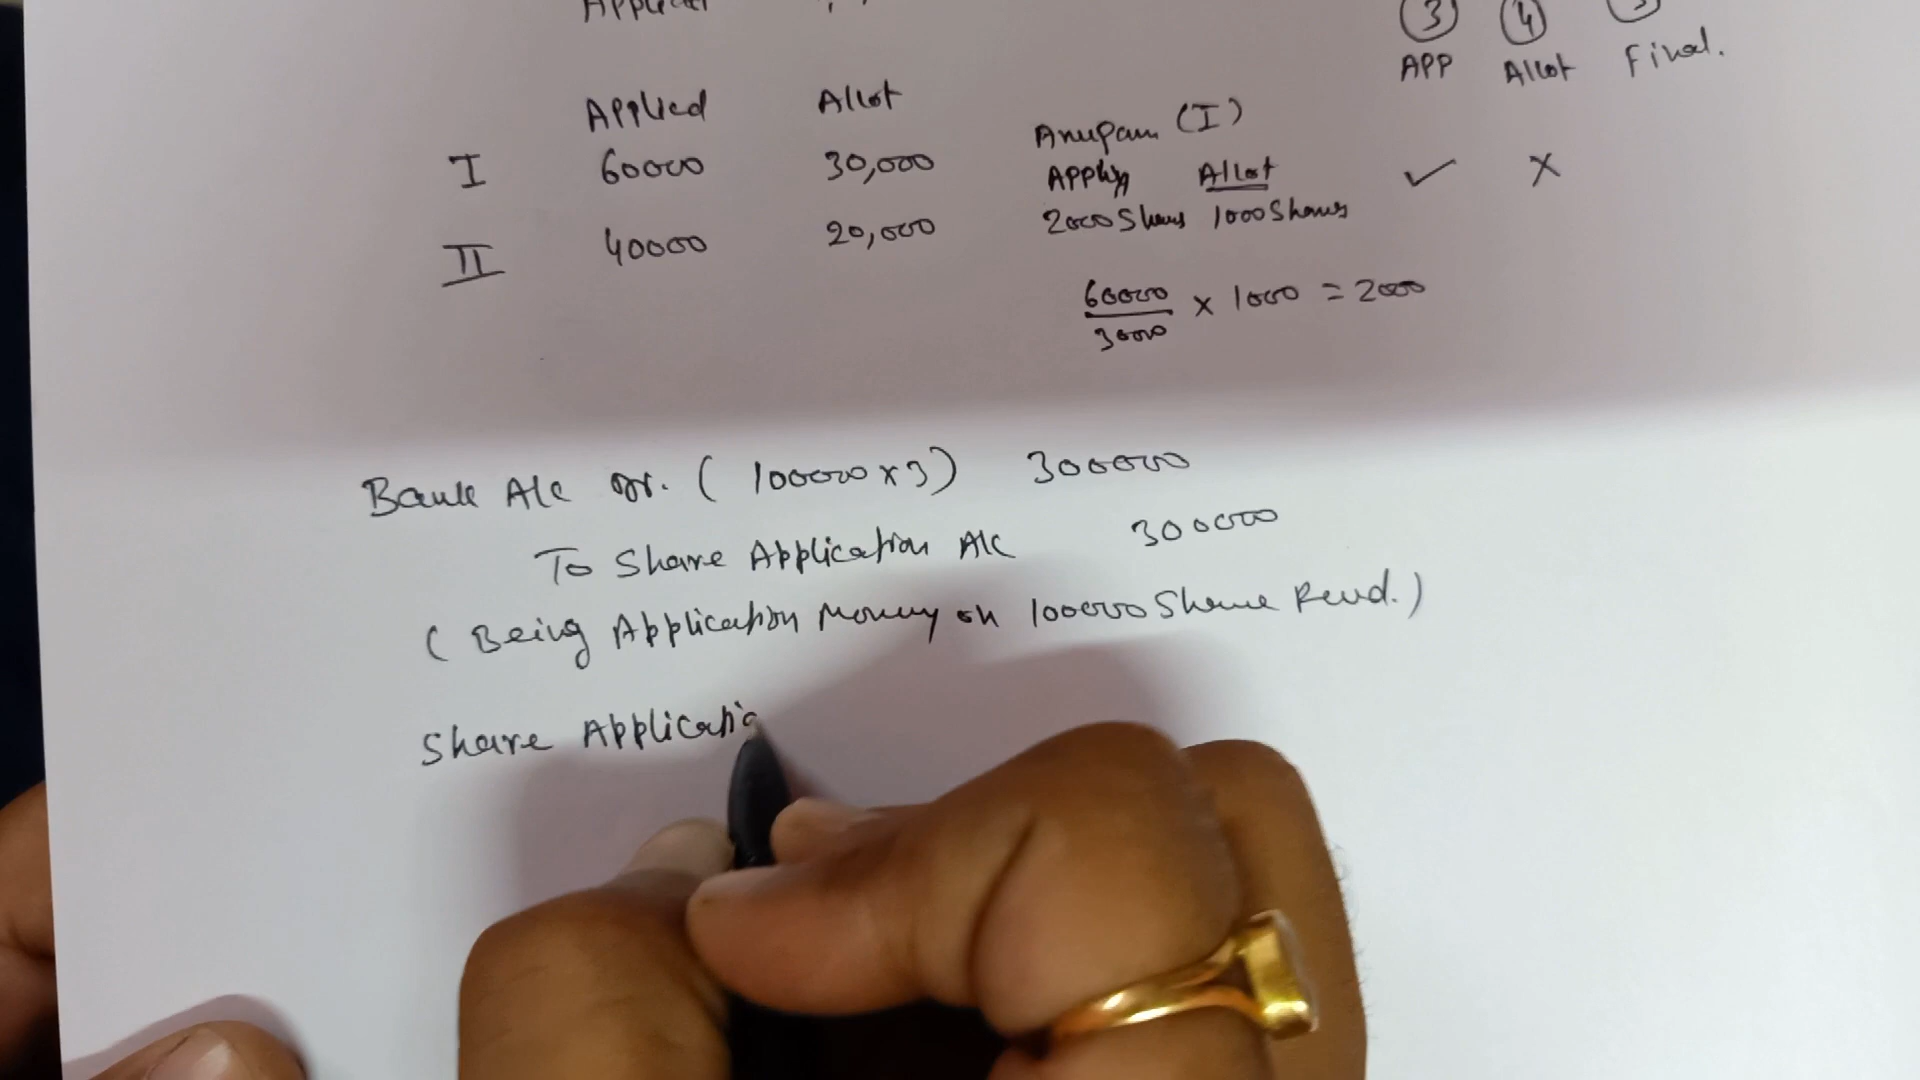 ③ ④
APP Allot Final.
Applied Allot
I 60000 30,000
II 40000 20,000
Anupam (I)
Allot
2000 Shares 1000 Shares
✓ X
60000 / 30000 × 1000 = 2000
Bank A/c Dr. ( 100000 × 3 ) 300000
To Share Application A/c 300000
( Being Application Money on 100000 Share Recvd. )
Share Applicatio